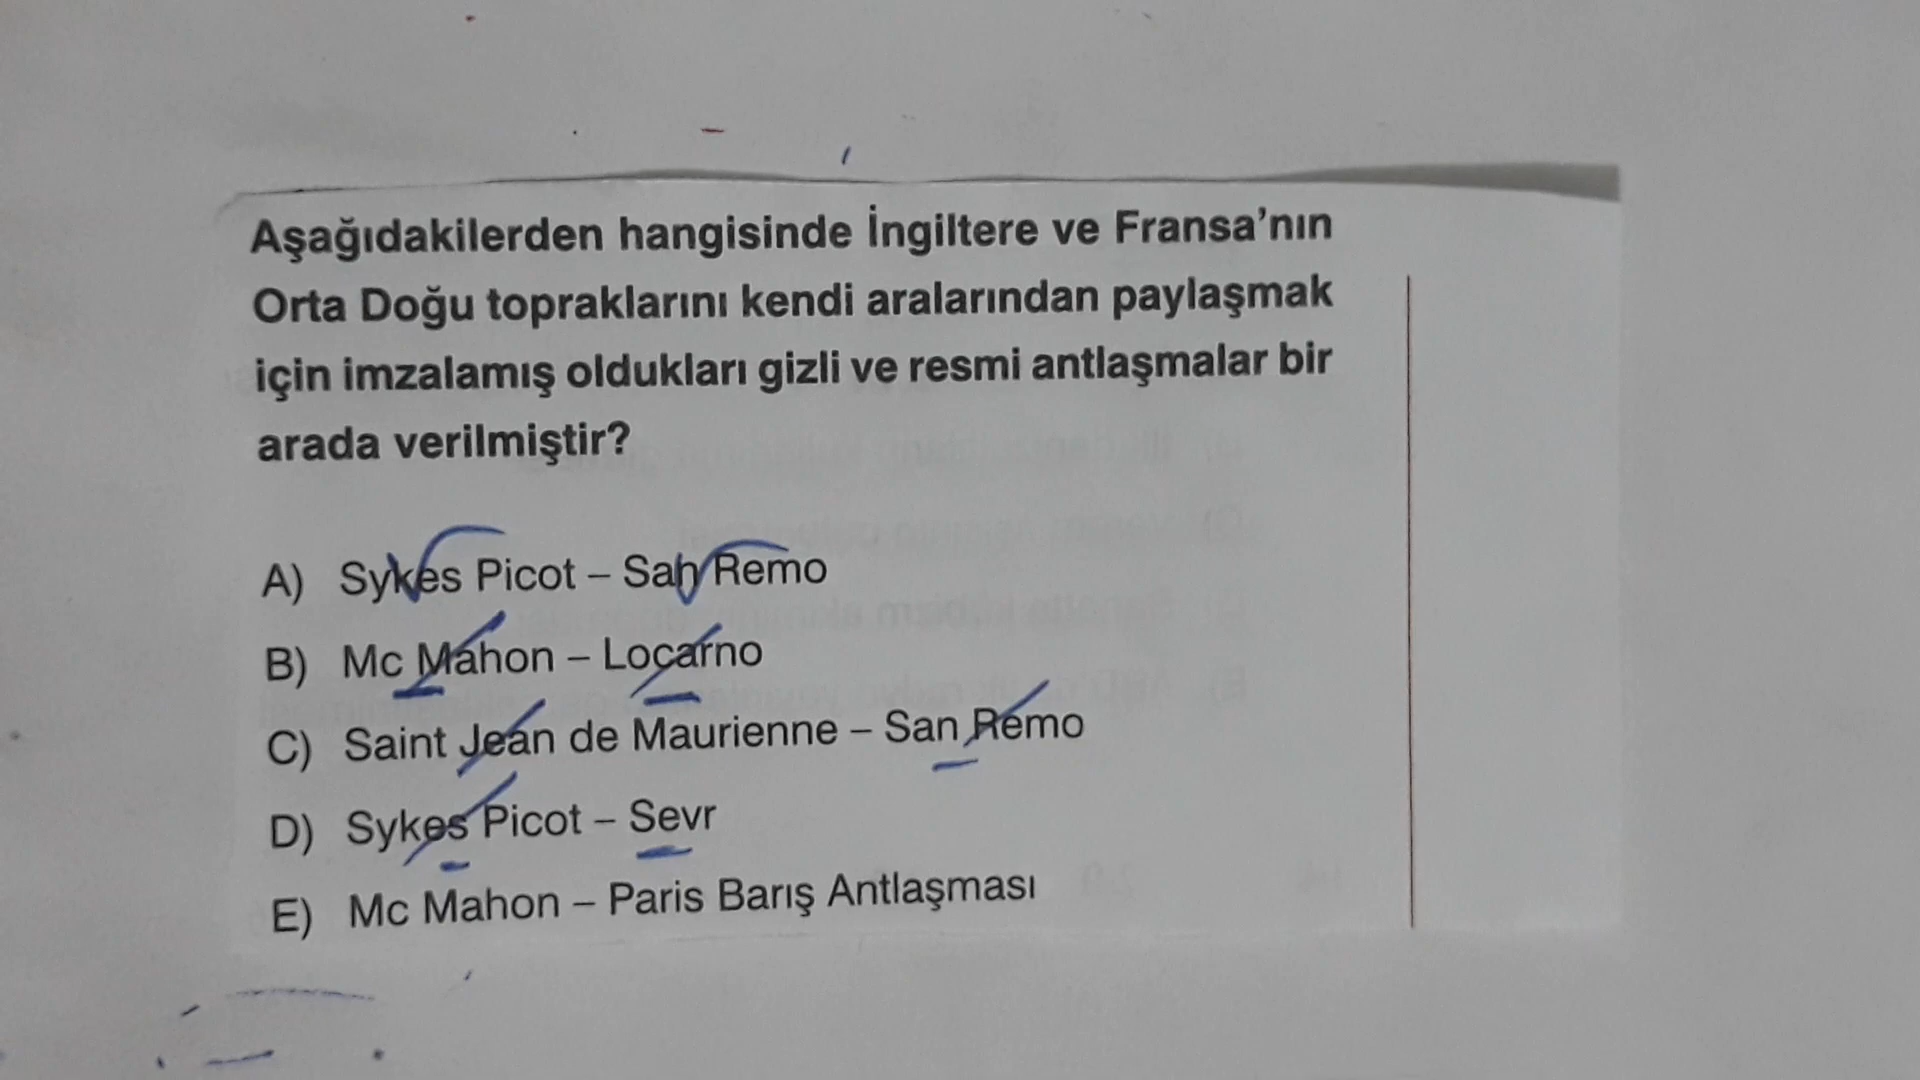 Aşağıdakilerden hangisinde İngiltere ve Fransa'nın
Orta Doğu topraklarını kendi aralarından paylaşmak
için imzalamış oldukları gizli ve resmi antlaşmalar bir
arada verilmiştir?
A) Sykes Picot – San Remo
B) Mc Mahon – Locarno
C) Saint Jean de Maurienne – San Remo
D) Sykes Picot – Sevr
E) Mc Mahon – Paris Barış Antlaşması